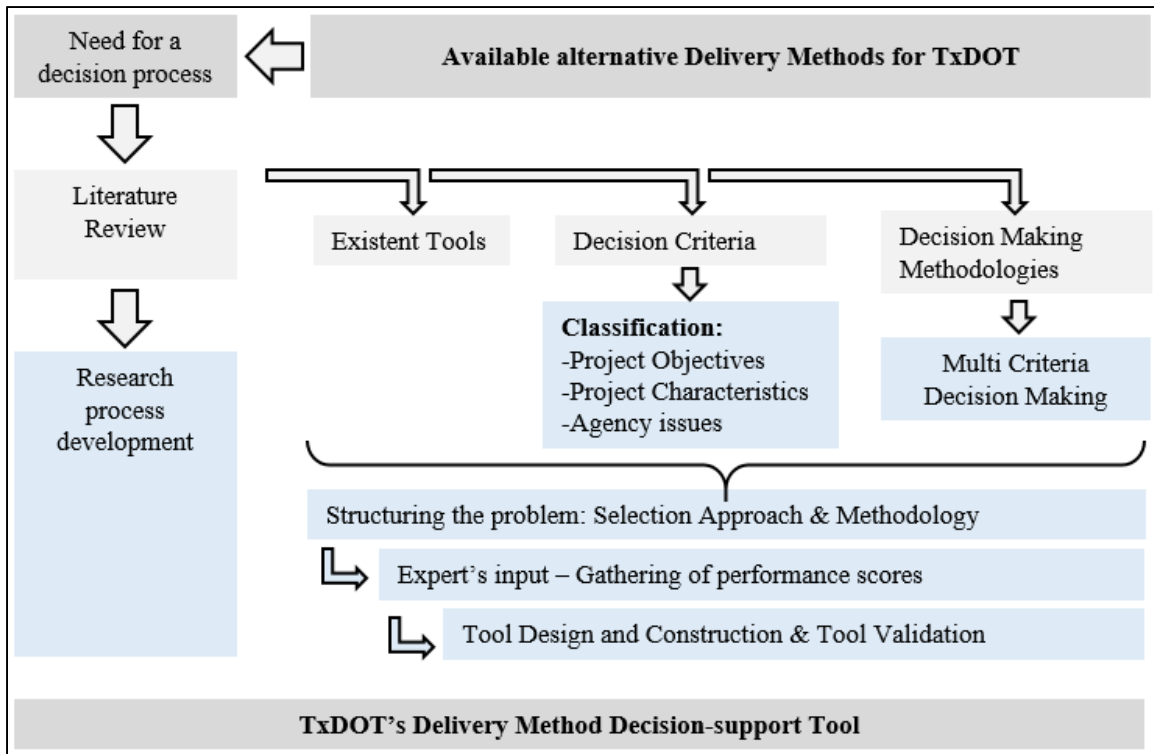 Need for a
decision process
Available alternative Delivery Methods for TxDOT
Literature
Review
Existent Tools
Decision Criteria
Decision Making
Methodologies
Classification:
-Project Objectives
-Project Characteristics
-Agency issues
Multi Criteria
Decision Making
Research
process
development
Structuring the problem: Selection Approach & Methodology
Expert’s input – Gathering of performance scores
Tool Design and Construction & Tool Validation
TxDOT’s Delivery Method Decision-support Tool